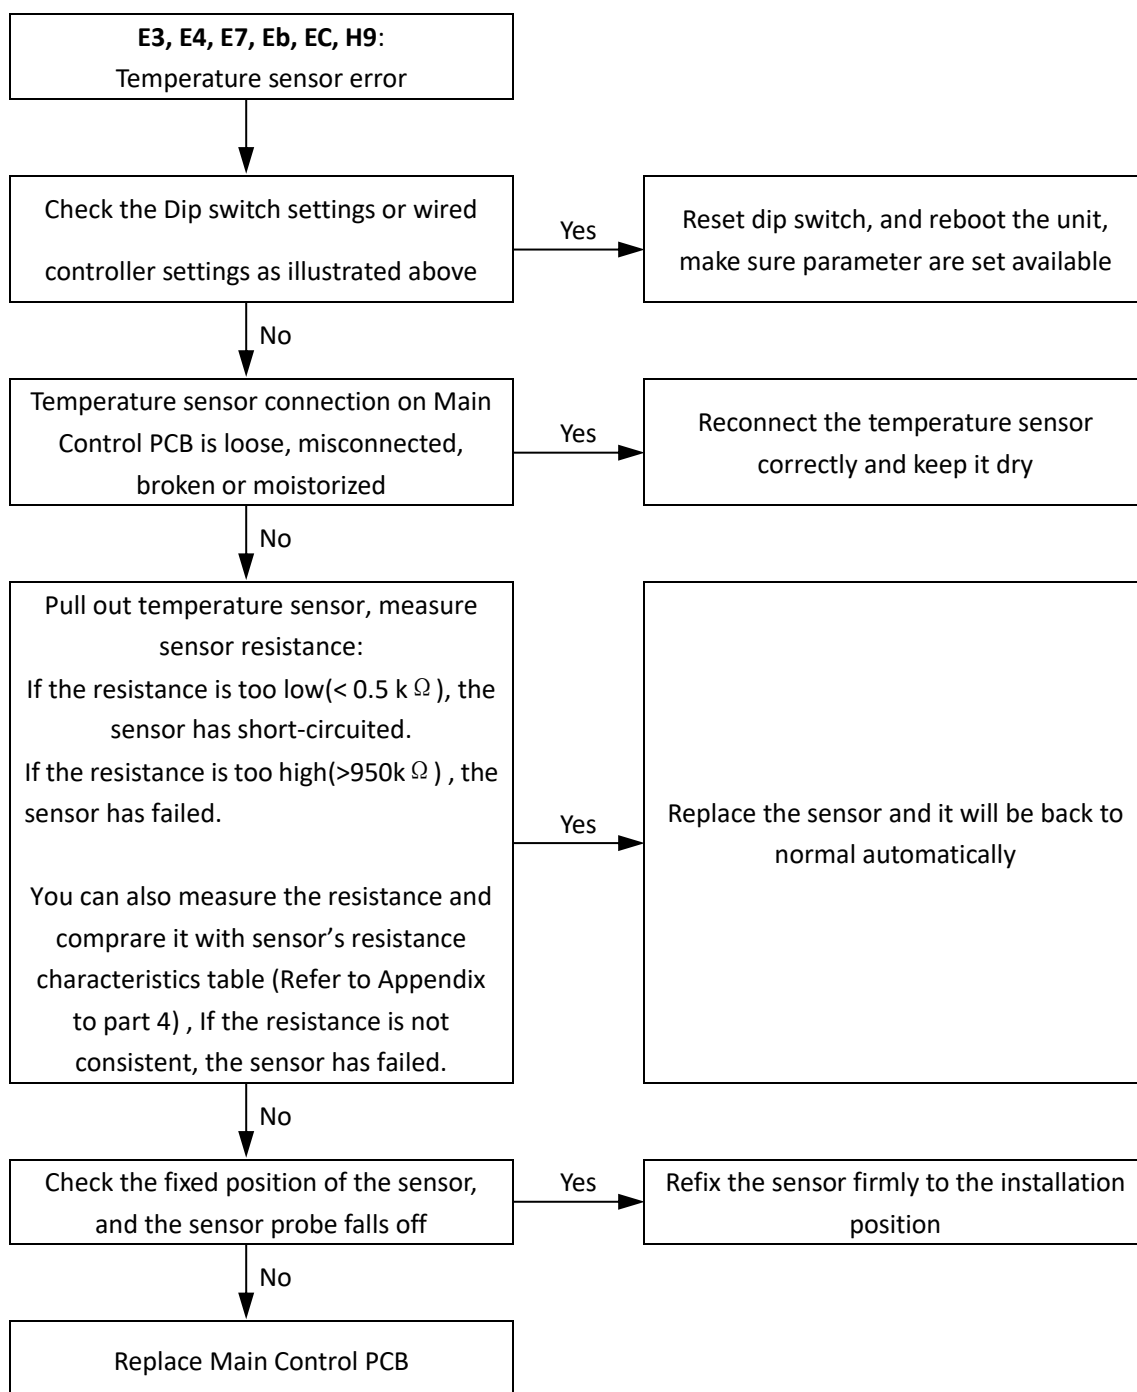 E3, E4, E7, Eb, EC, H9:
Temperature sensor error
Check the Dip switch settings or wired
controller settings as illustrated above
Yes
Reset dip switch, and reboot the unit,
make sure parameter are set available
No
Temperature sensor connection on Main
Control PCB is loose, misconnected,
broken or moistorized
Yes
Reconnect the temperature sensor
correctly and keep it dry
No
Pull out temperature sensor, measure
sensor resistance:
If the resistance is too low(< 0.5 kΩ), the
sensor has short-circuited.
If the resistance is too high(>950kΩ) , the
sensor has failed.
You can also measure the resistance and
comprare it with sensor’s resistance
characteristics table (Refer to Appendix
to part 4) , If the resistance is not
consistent, the sensor has failed.
Yes
Replace the sensor and it will be back to
normal automatically
No
Check the fixed position of the sensor,
and the sensor probe falls off
Yes
Refix the sensor firmly to the installation
position
No
Replace Main Control PCB